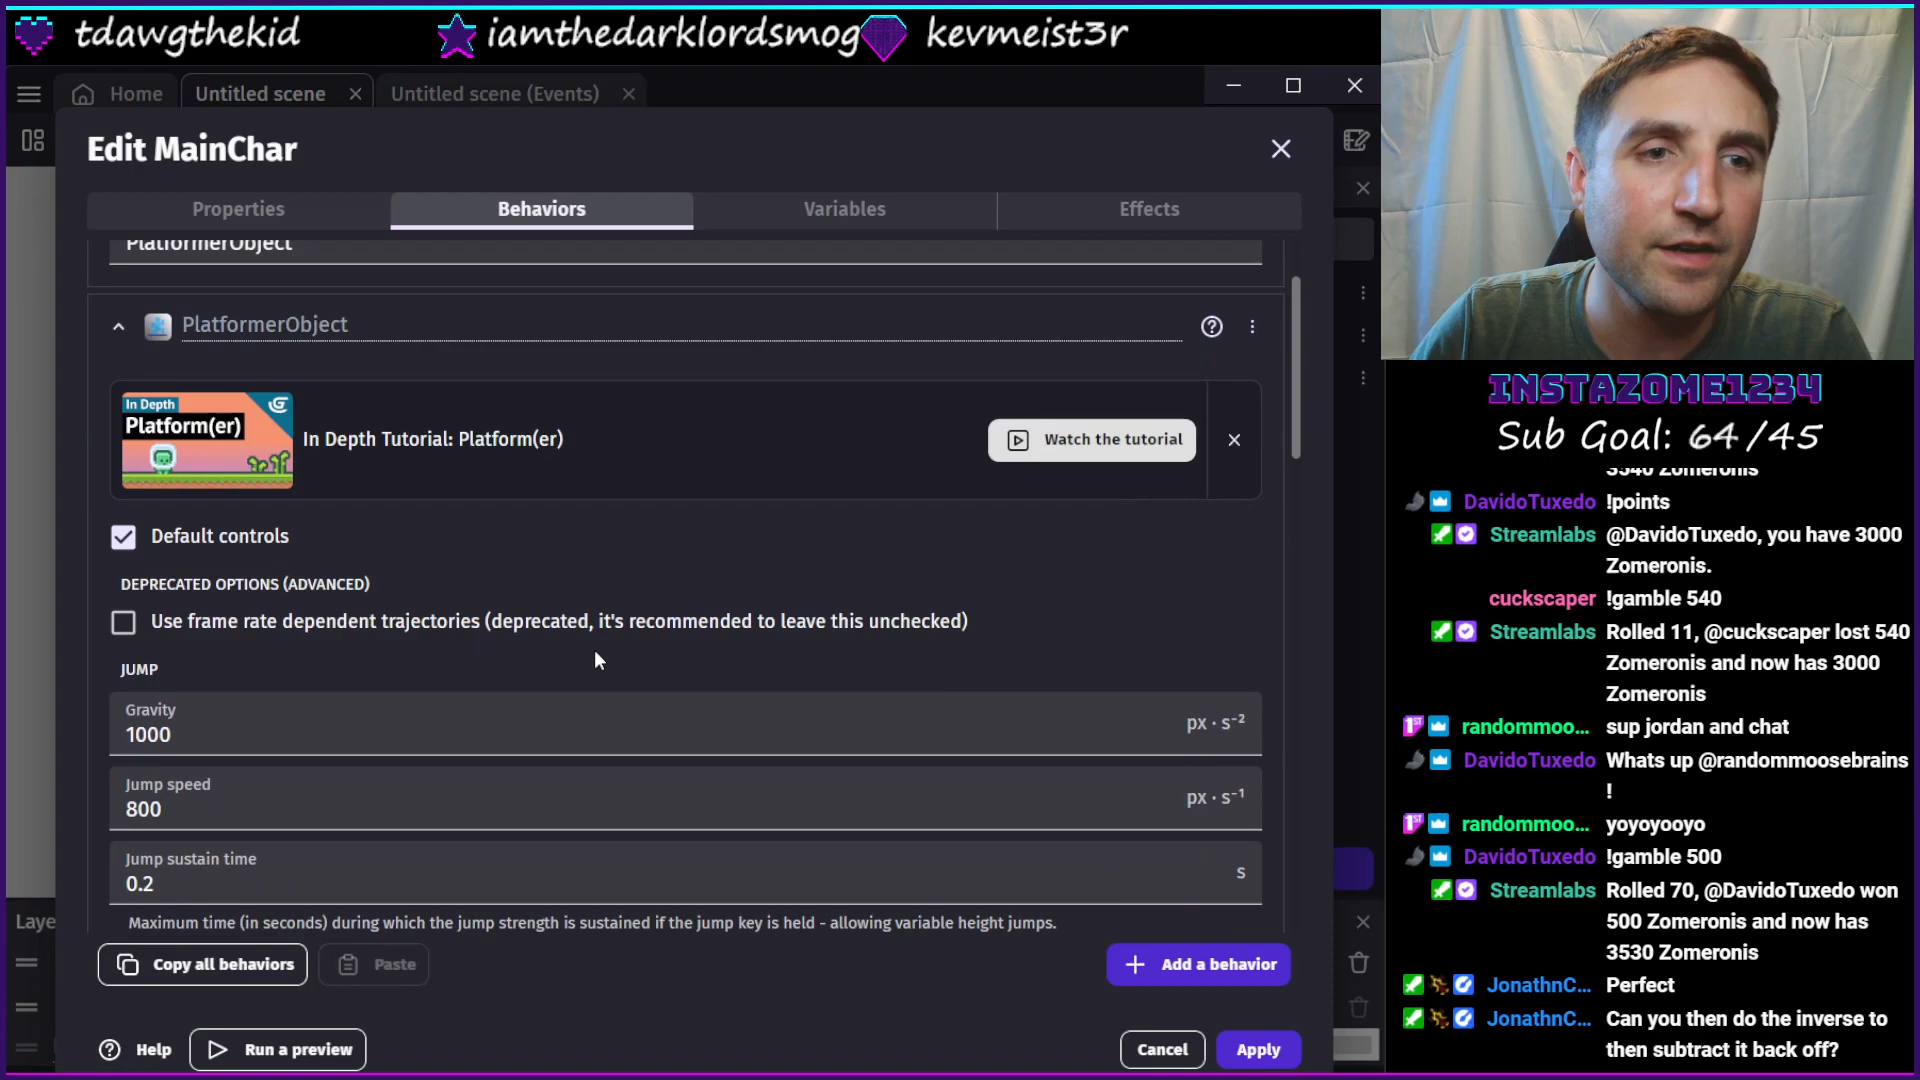 tdawgthekid
iamthedarklordsmog
kevmeist3r
Home
Untitled scene
Untitled scene (Events)
Edit MainChar
Properties
Behaviors
Variables
Effects
PlatformerObject
PlatformerObject
In Depth
Platform(er)
In Depth Tutorial: Platform(er)
Watch the tutorial
Default controls
DEPRECATED OPTIONS (ADVANCED)
Use frame rate dependent trajectories (deprecated, it's recommended to leave this unchecked)
JUMP
Gravity
1000
px · s⁻²
Jump speed
800
px · s⁻¹
Jump sustain time
0.2
s
Maximum time (in seconds) during which the jump strength is sustained if the jump key is held - allowing variable height jumps.
Laye
Copy all behaviors
Paste
Add a behavior
Help
Run a preview
Cancel
Apply
INSTAZOME1234
Sub Goal: 64/45
3540 Zomeronis
DavidoTuxedo !points
Streamlabs @DavidoTuxedo, you have 3000
Zomeronis.
cuckscaper !gamble 540
Streamlabs Rolled 11, @cuckscaper lost 540
Zomeronis and now has 3000
Zomeronis
randommoo... sup jordan and chat
DavidoTuxedo Whats up @randommoosebrains
!
randommoo... yoyoyooyo
DavidoTuxedo !gamble 500
Streamlabs Rolled 70, @DavidoTuxedo won
500 Zomeronis and now has
3530 Zomeronis
JonathnC... Perfect
JonathnC... Can you then do the inverse to
then subtract it back off?